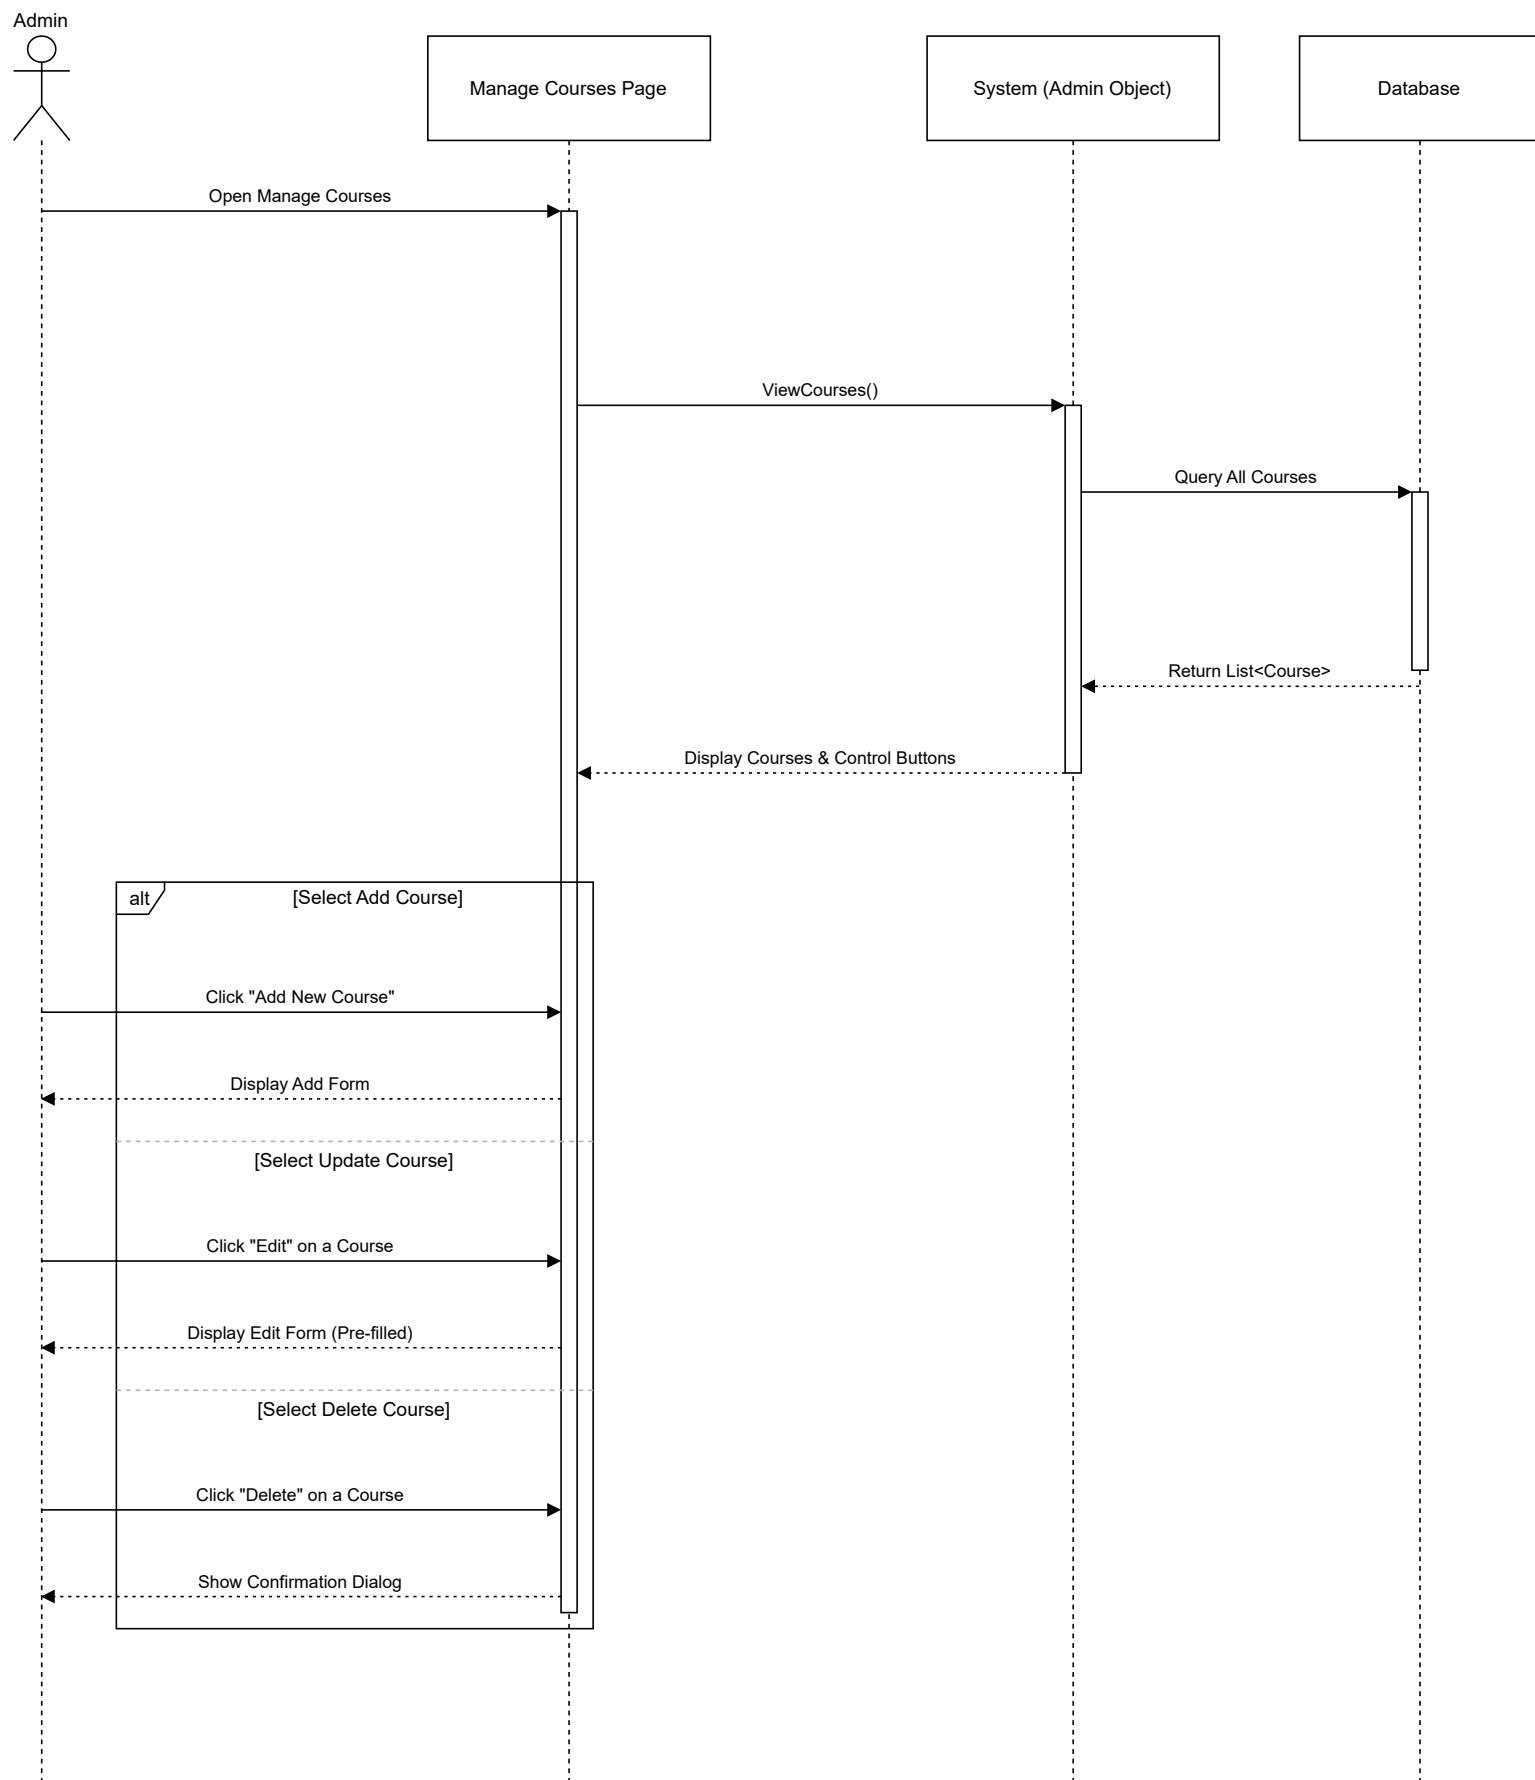 Admin
Manage Courses Page
System (Admin Object)
Database
Open Manage Courses
ViewCourses()
Query All Courses
Return List<Course>
Display Courses & Control Buttons
alt
[Select Add Course]
Click "Add New Course"
Display Add Form
[Select Update Course]
Click "Edit" on a Course
Display Edit Form (Pre-filled)
[Select Delete Course]
Click "Delete" on a Course
Show Confirmation Dialog